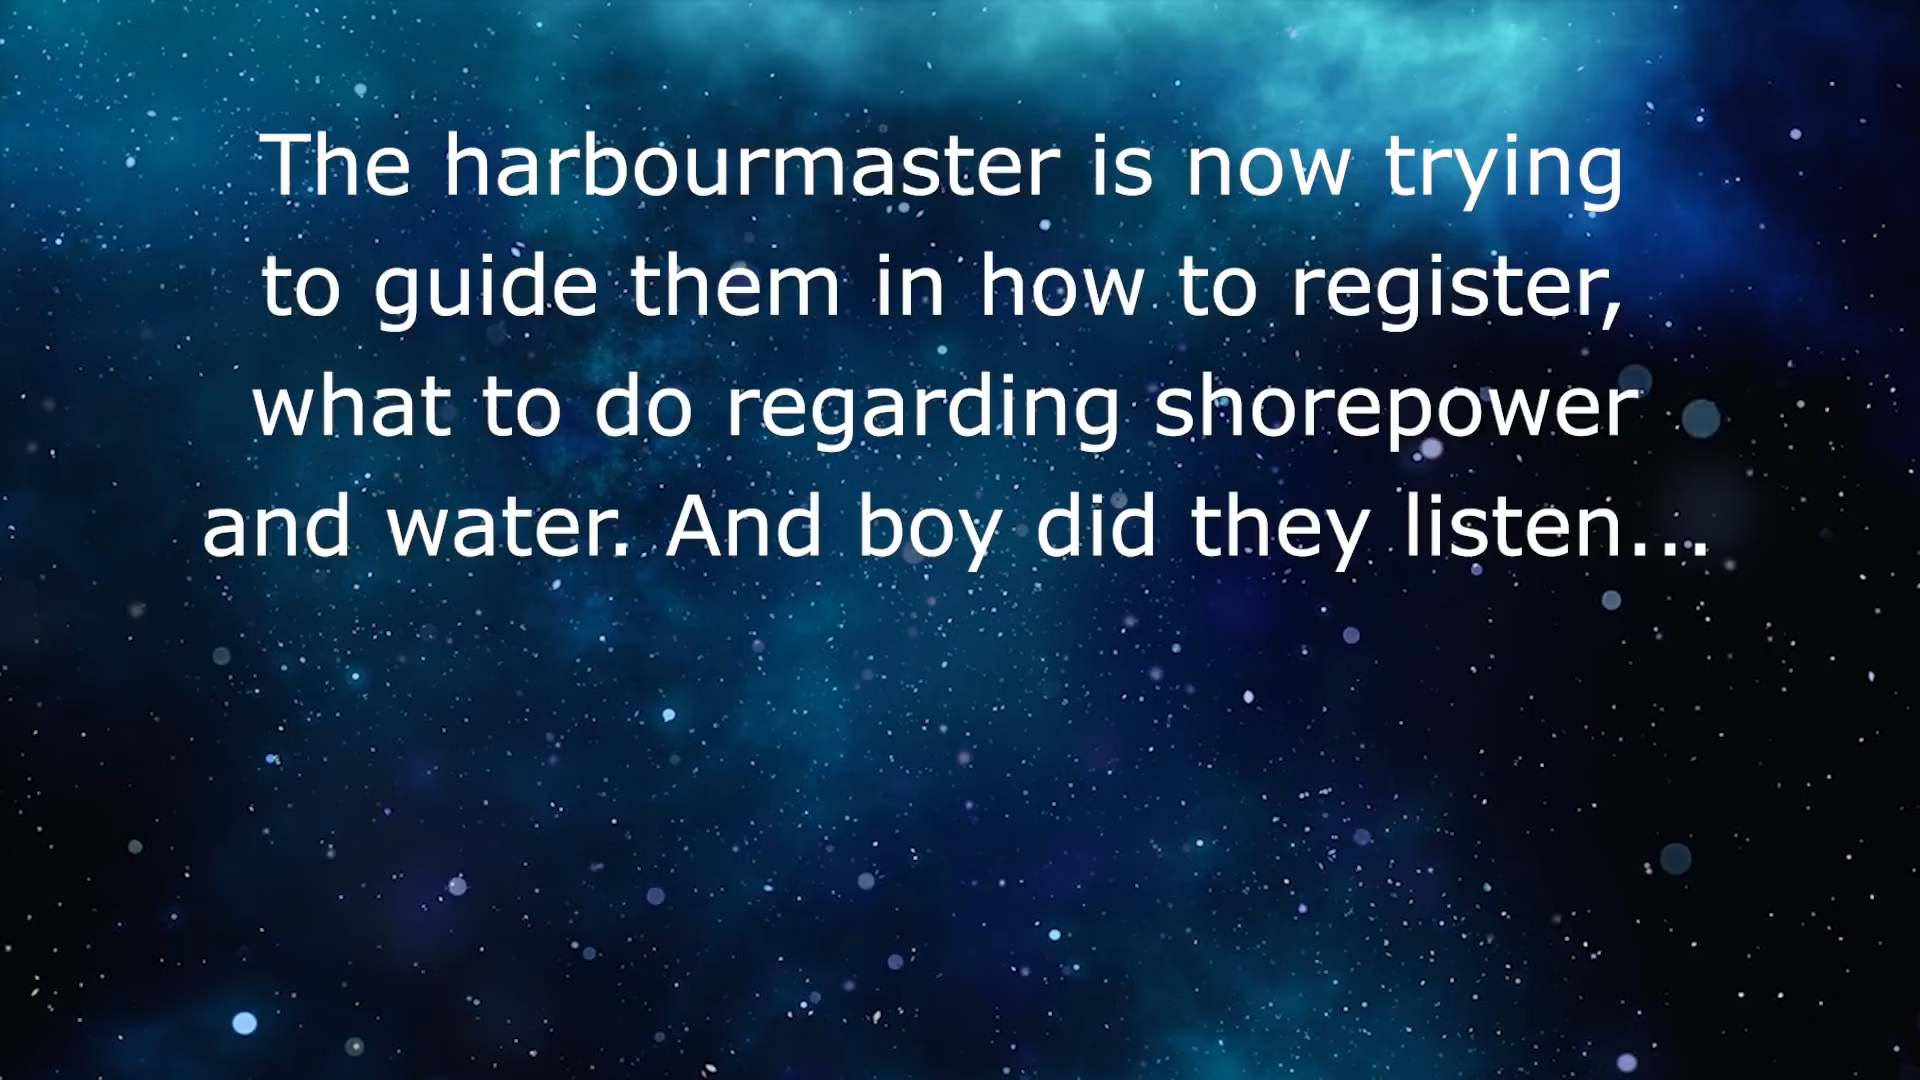 The harbourmaster is now trying
to guide them in how to register,
what to do regarding shorepower
and water. And boy did they listen...